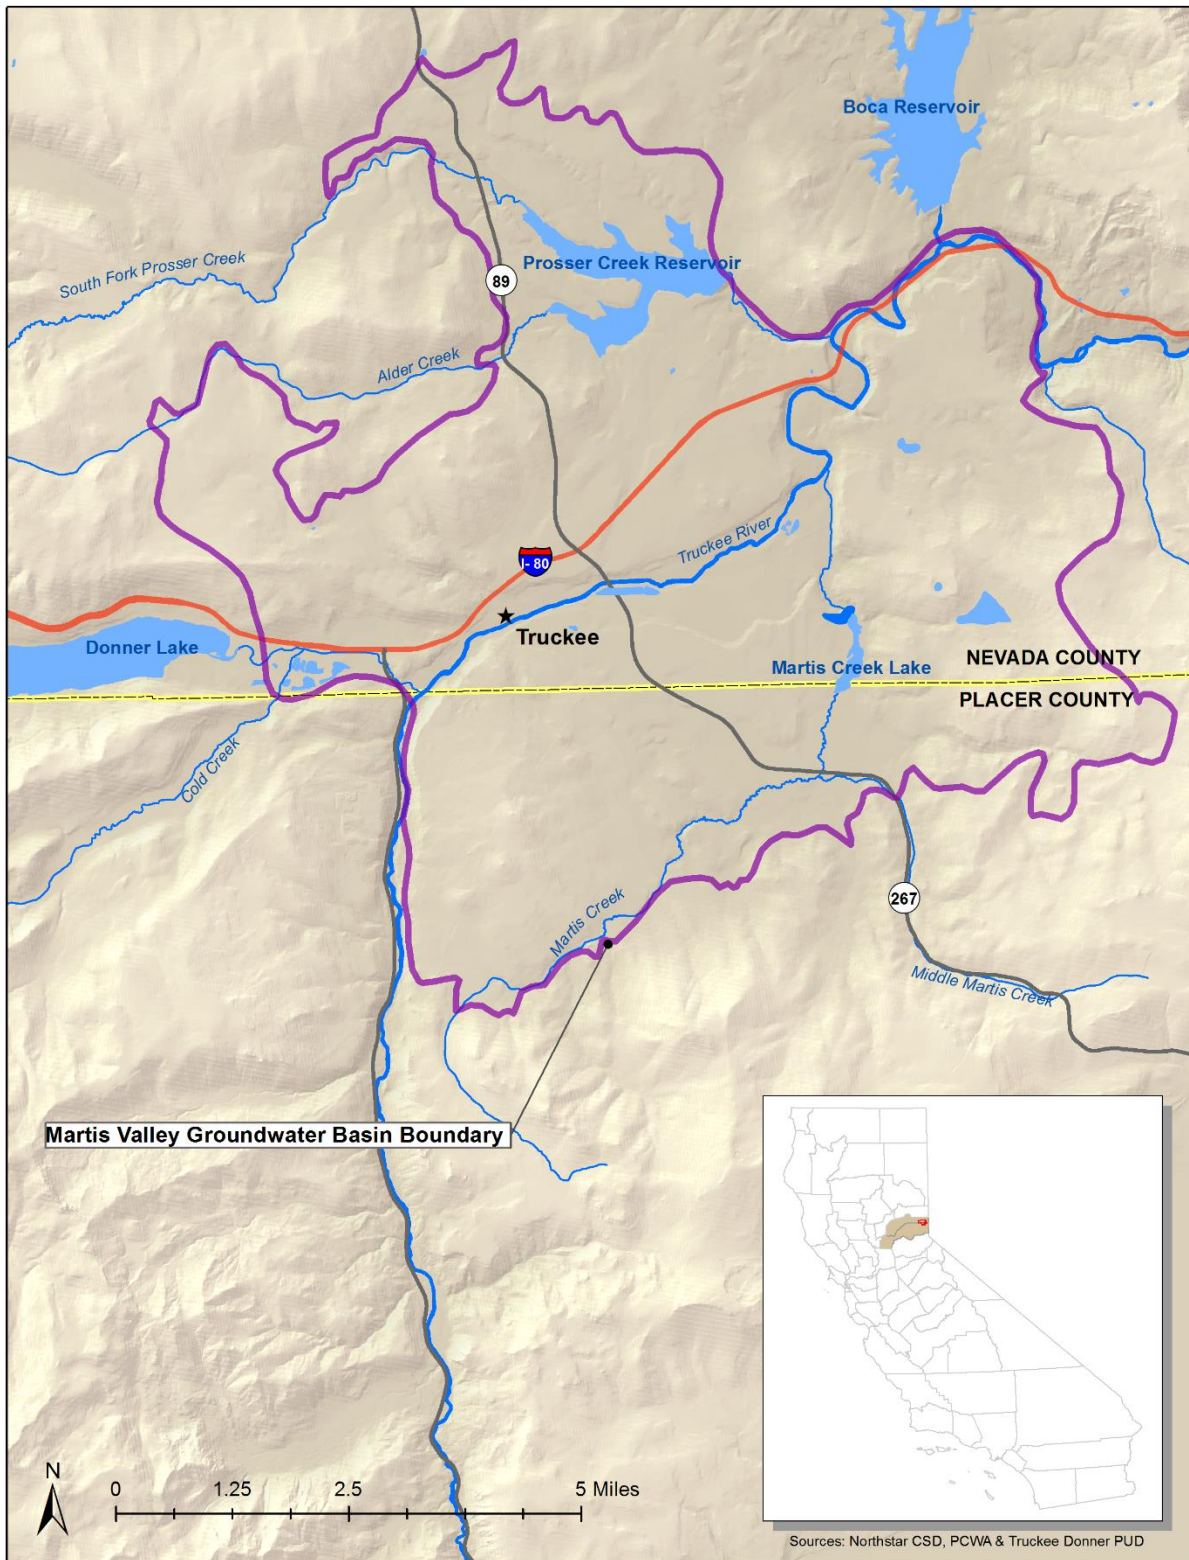 Boca Reservoir
South Fork Prosser Creek
Prosser Creek Reservoir
89
Alder Creek
Truckee River
I- 80
Truckee
Donner Lake
Martis Creek Lake
NEVADA COUNTY
PLACER COUNTY
Cold Creek
267
Martis Creek
Middle Martis Creek
Martis Valley Groundwater Basin Boundary
N
0 1.25 2.5 5 Miles
Sources: Northstar CSD, PCWA & Truckee Donner PUD